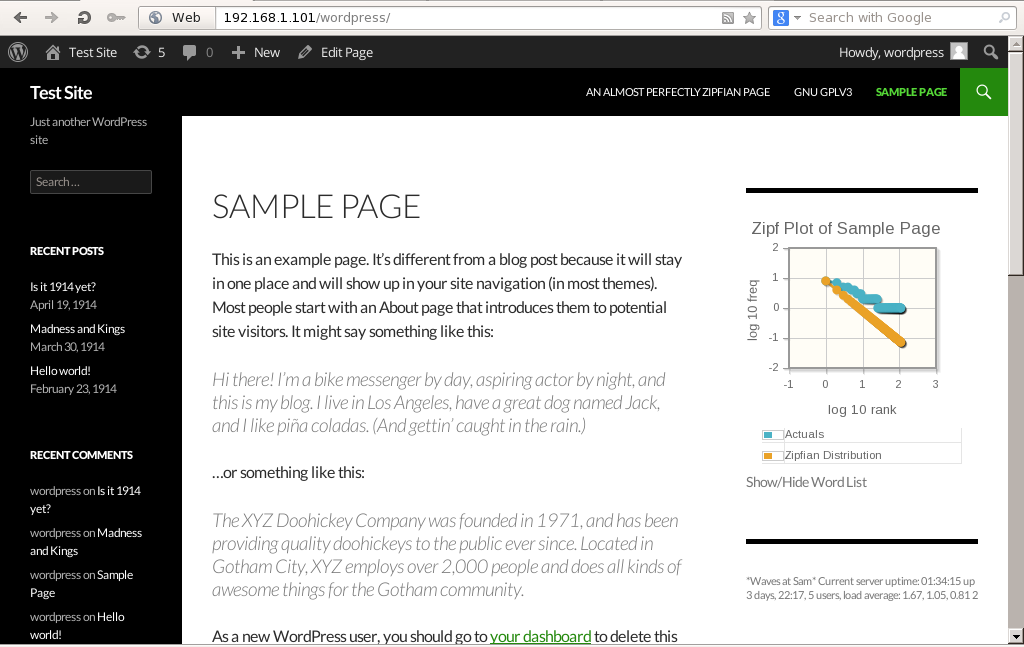 Web
192.168.1.101/wordpress/
Search with Google
Test Site
5
0
New
Edit Page
Howdy, wordpress
Test Site
AN ALMOST PERFECTLY ZIPFIAN PAGE
GNU GPLV3
SAMPLE PAGE
Just another WordPress
site
Search …
RECENT POSTS
Is it 1914 yet?
April 19, 1914
Madness and Kings
March 30, 1914
Hello world!
February 23, 1914
RECENT COMMENTS
wordpress on Is it 1914
yet?
wordpress on Madness
and Kings
wordpress on Sample
Page
wordpress on Hello
world!
SAMPLE PAGE
This is an example page. It’s different from a blog post because it will stay
in one place and will show up in your site navigation (in most themes).
Most people start with an About page that introduces them to potential
site visitors. It might say something like this:
Hi there! I’m a bike messenger by day, aspiring actor by night, and
this is my blog. I live in Los Angeles, have a great dog named Jack,
and I like piña coladas. (And gettin’ caught in the rain.)
…or something like this:
The XYZ Doohickey Company was founded in 1971, and has been
providing quality doohickeys to the public ever since. Located in
Gotham City, XYZ employs over 2,000 people and does all kinds of
awesome things for the Gotham community.
As a new WordPress user, you should go to your dashboard to delete this
Zipf Plot of Sample Page
2
1
0
-1
-2
log 10 freq
-1 0 1 2 3
log 10 rank
Actuals
Zipfian Distribution
Show/Hide Word List
*Waves at Sam* Current server uptime: 01:34:15 up
3 days, 22:17, 5 users, load average: 1.67, 1.05, 0.81 2